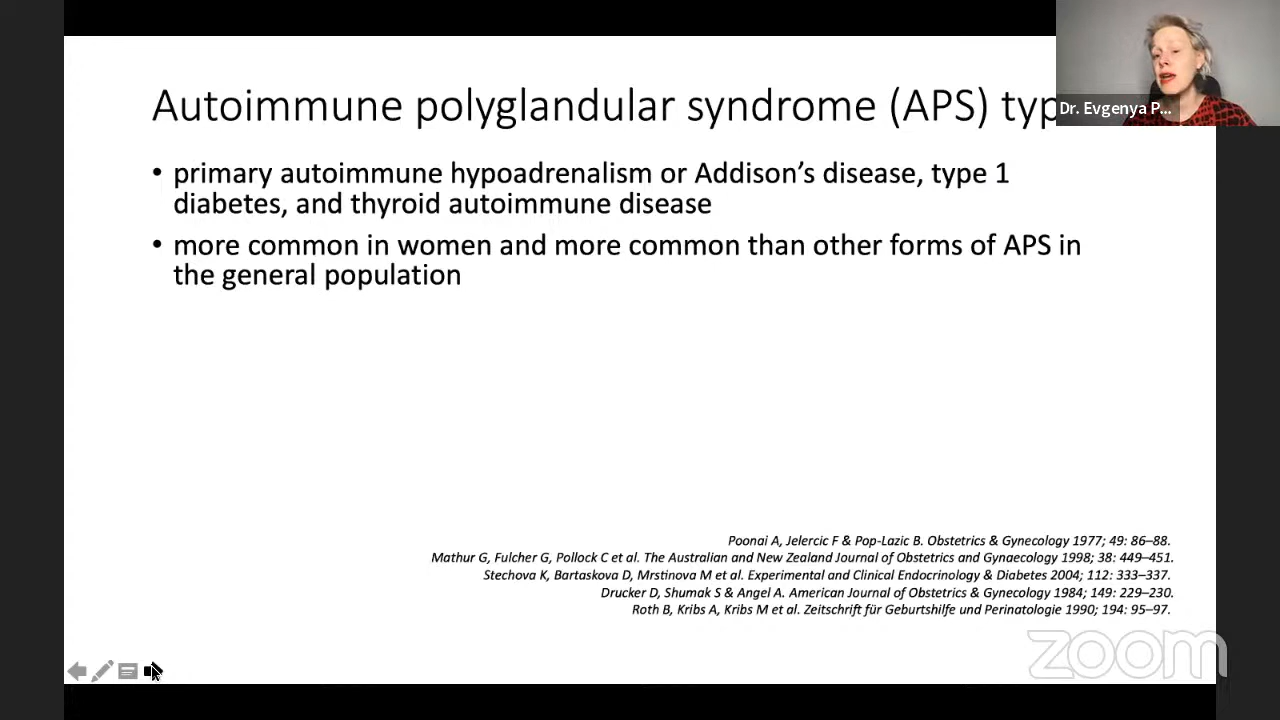 Autoimmune polyglandular syndrome (APS) typ
Dr. Evgenya P...
• primary autoimmune hypoadrenalism or Addison's disease, type 1
diabetes, and thyroid autoimmune disease
• more common in women and more common than other forms of APS in
the general population
Poonai A, Jelercic F & Pop-Lazic B. Obstetrics & Gynecology 1977; 49: 86–88.
Mathur G, Fulcher G, Pollock C et al. The Australian and New Zealand Journal of Obstetrics and Gynaecology 1998; 38: 449–451.
Stechova K, Bartaskova D, Mrstinova M et al. Experimental and Clinical Endocrinology & Diabetes 2004; 112: 333–337.
Drucker D, Shumak S & Angel A. American Journal of Obstetrics & Gynecology 1984; 149: 229–230.
Roth B, Kribs A, Kribs M et al. Zeitschrift für Geburtshilfe und Perinatologie 1990; 194: 95–97.
zoom